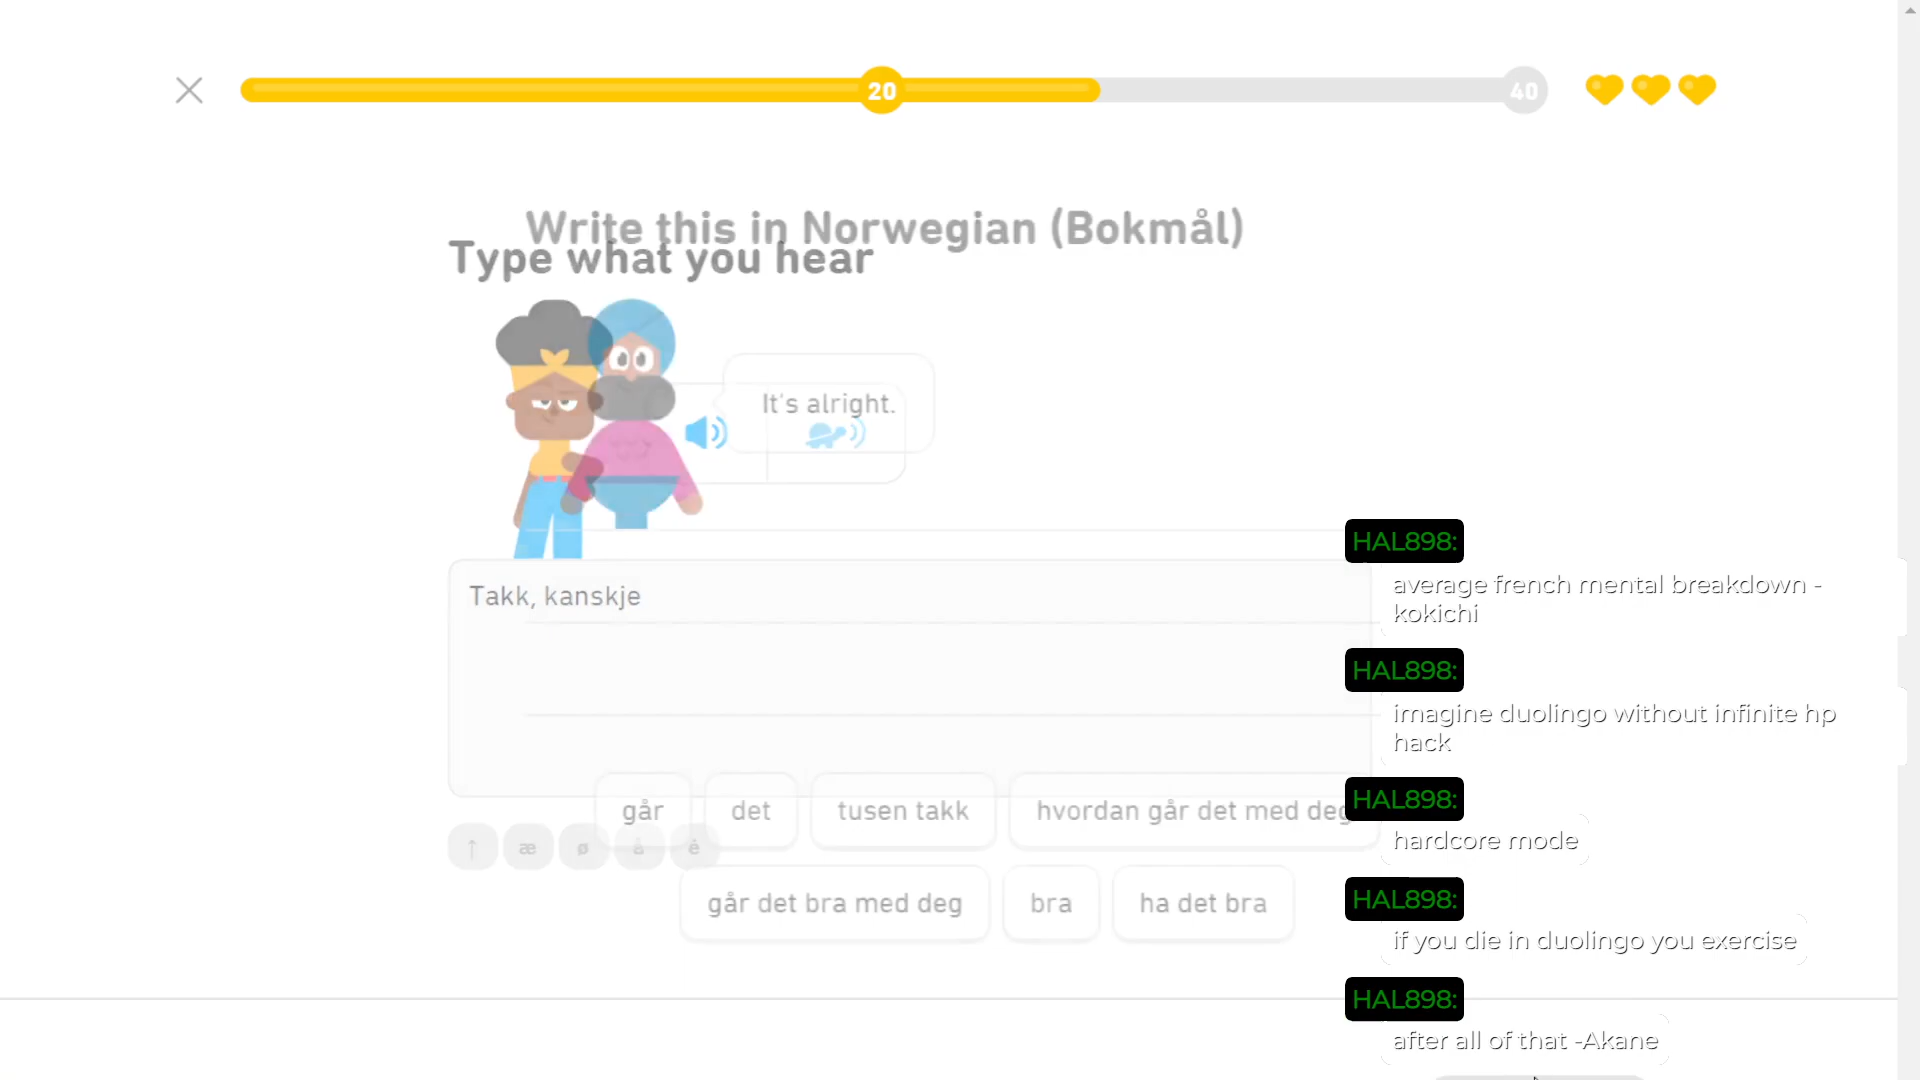 20
40
Write this in Norwegian (Bokmål)
Type what you hear
It's alright.
Takk, kanskje
går
det
tusen takk
hvordan går det med deg
↑
æ
ø
å
é
går det bra med deg
bra
ha det bra
HAL898:
average french mental breakdown -
kokichi
HAL898:
imagine duolingo without infinite hp
hack
HAL898:
hardcore mode
HAL898:
if you die in duolingo you exercise
HAL898:
after all of that -Akane